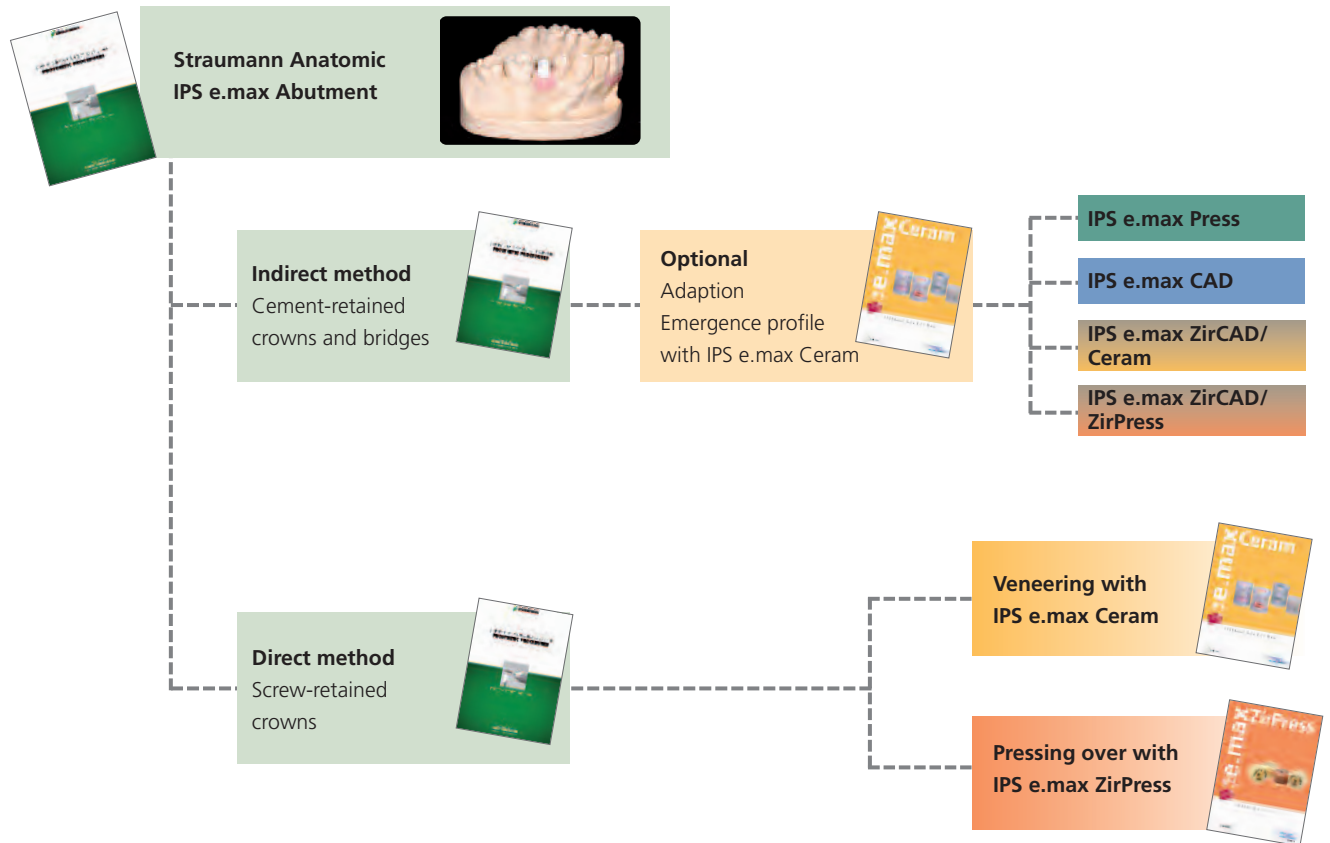 Straumann Anatomic
IPS e.max Abutment
Indirect method
Cement-retained
crowns and bridges
Optional
Adaption
Emergence profile
with IPS e.max Ceram
e.max Ceram
IPS e.max Press
IPS e.max CAD
IPS e.max ZirCAD/
Ceram
IPS e.max ZirCAD/
ZirPress
Direct method
Screw-retained
crowns
Veneering with
IPS e.max Ceram
e.max Ceram
Pressing over with
IPS e.max ZirPress
e.max ZirPress